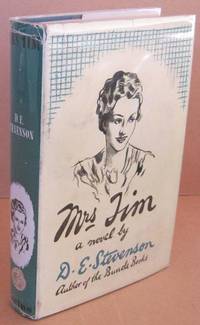 Mrs Tim
a novel by
D. E. Stevenson
Author of the Bundle Books
D. E.
STEVENSON